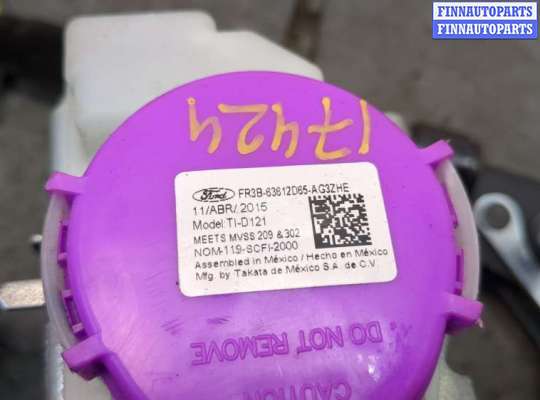 FINNAUTOPARTS
FINNAUTOPARTS
17424
Ford
FR3B-63612D65-AG3ZHE
11/ABR/.2015
Model:TI-D121
MEETS MVSS 209 & 302
NOM-119-SCFI-2000
Assembled in México / Hecho en México
Mfg. by Takata de México S.A. de C.V.
DO NOT REMOVE
CAUTION